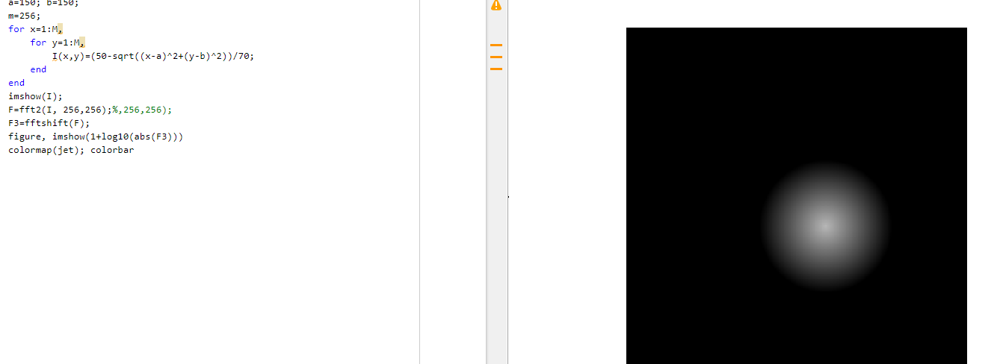 a=150; b=150;
m=256;
for x=1:M,
for y=1:M,
I(x,y)=(50-sqrt((x-a)^2+(y-b)^2))/70;
end
end
imshow(I);
F=fft2(I, 256,256);%,256,256);
F3=fftshift(F);
figure, imshow(1+log10(abs(F3)))
colormap(jet); colorbar